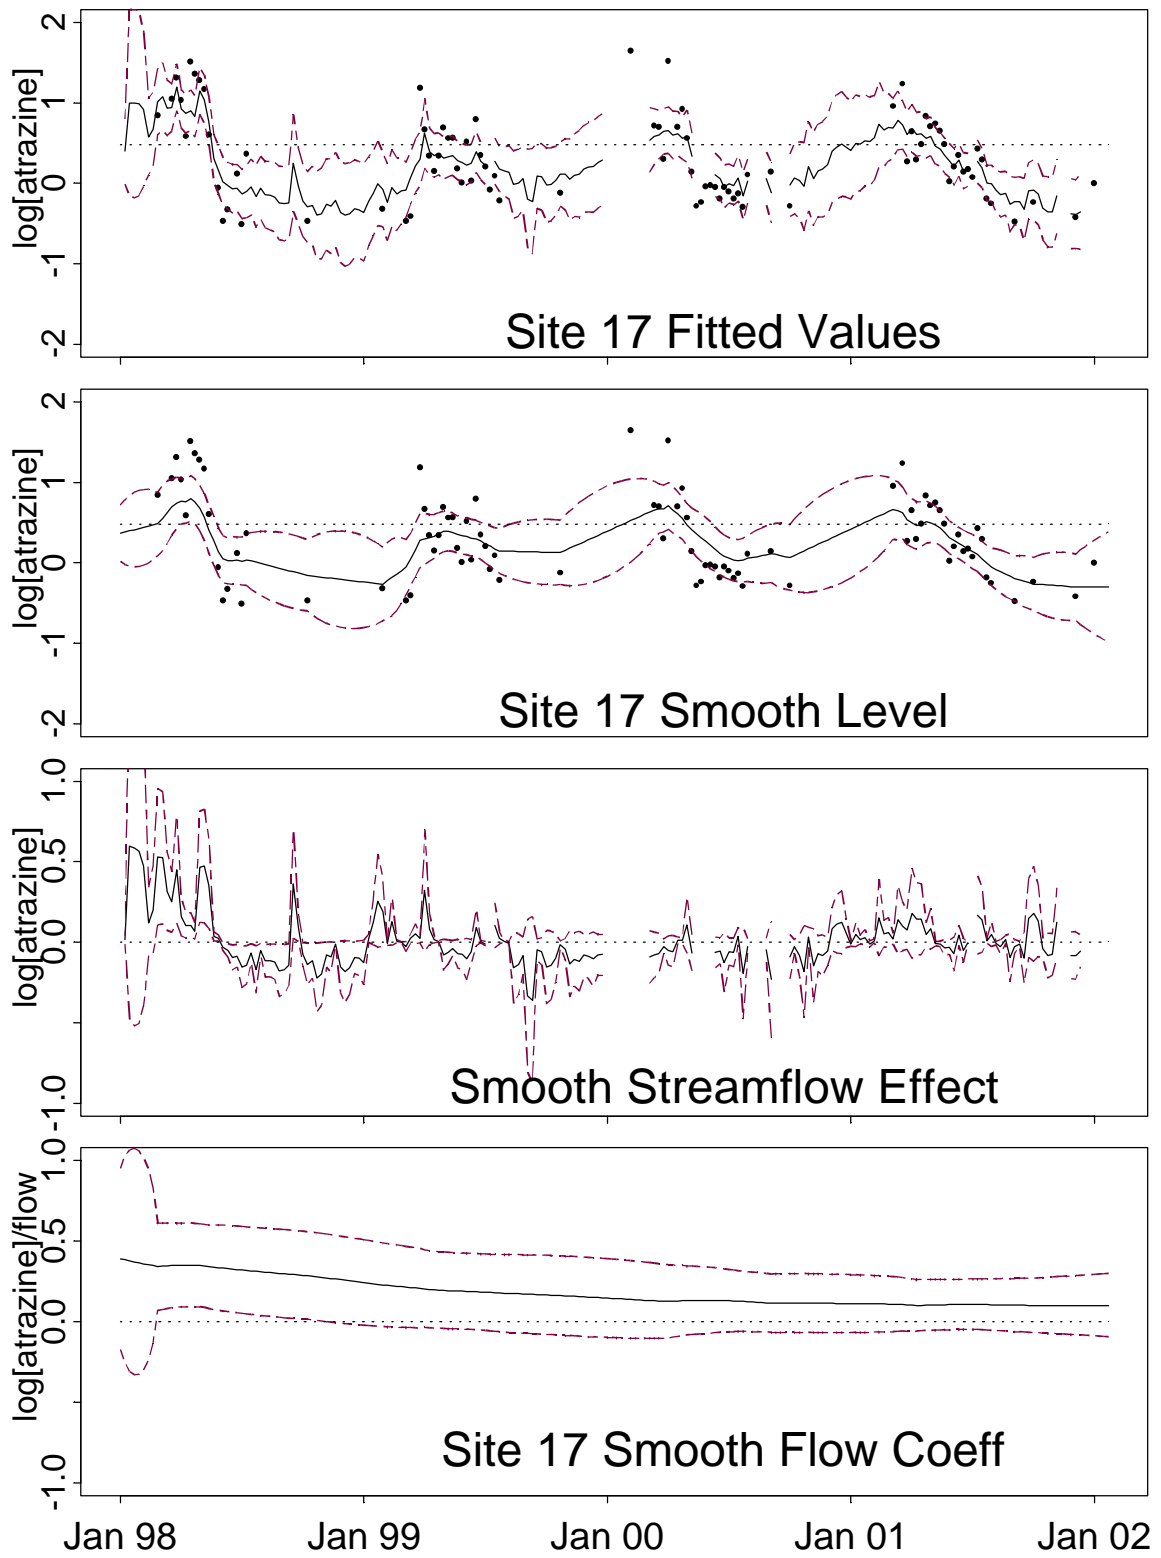 log[atrazine]
2
1
0
-1
-2
Site 17 Fitted Values
log[atrazine]
2
1
0
-1
-2
Site 17 Smooth Level
log[atrazine]
1.0
0.5
0.0
-1.0
Smooth Streamflow Effect
log[atrazine]/flow
1.0
0.5
0.0
-1.0
Site 17 Smooth Flow Coeff
Jan 98 Jan 99 Jan 00 Jan 01 Jan 02